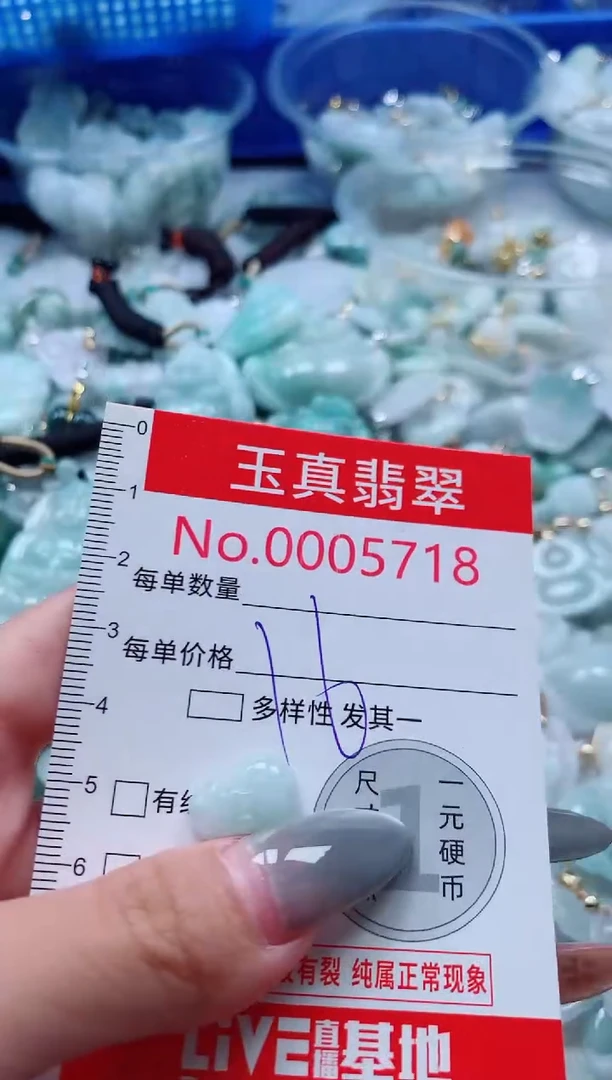 0
玉真翡翠
1
No.0005718
2
每单数量
3
每单价格
16
4
多样性 发其一
5
有
尺
1
一元硬币
6
有裂 纯属正常现象
LIVE直播基地